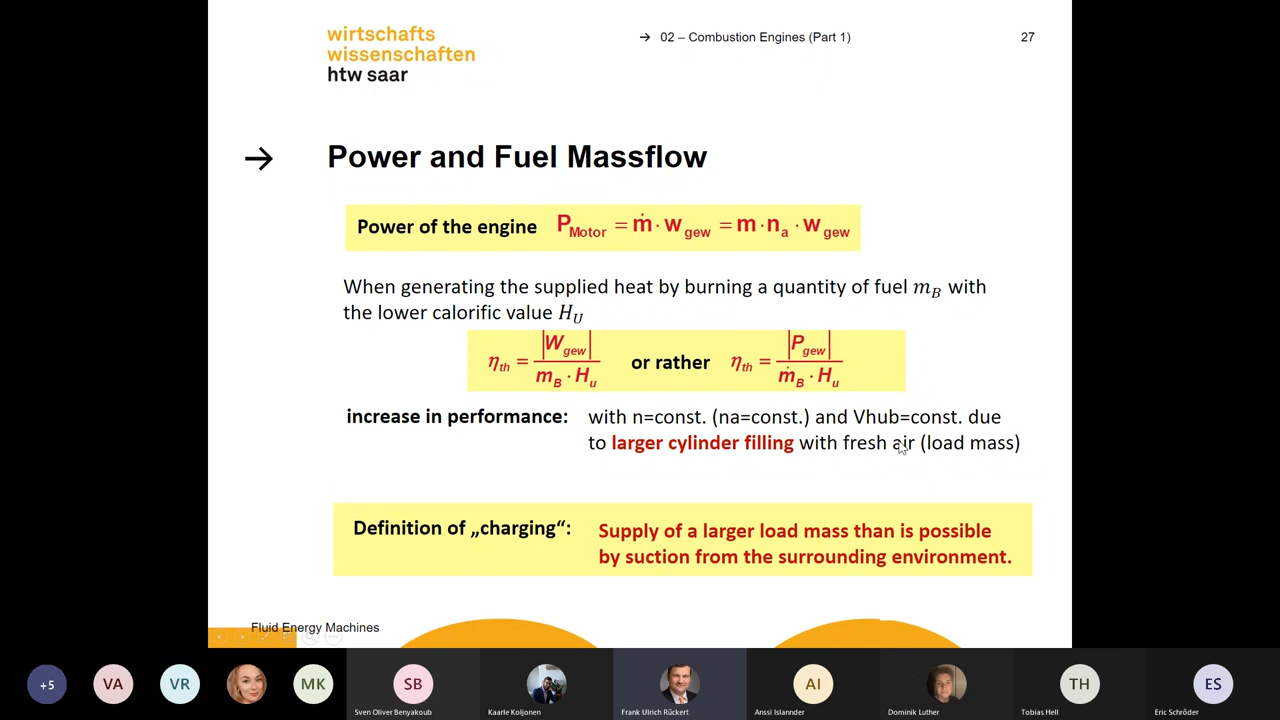 wirtschafts
wissenschaften
htw saar
→ 02 – Combustion Engines (Part 1)
27
→ Power and Fuel Massflow
Power of the engine P_Motor = ṁ · w_gew = m · n_a · w_gew
When generating the supplied heat by burning a quantity of fuel m_B with
the lower calorific value H_U
η_th = |W_gew| / (m_B · H_u) or rather η_th = |P_gew| / (ṁ_B · H_u)
increase in performance: with n=const. (na=const.) and Vhub=const. due
to larger cylinder filling with fresh air (load mass)
Definition of „charging“: Supply of a larger load mass than is possible
by suction from the surrounding environment.
Fluid Energy Machines
+5
VA
VR
MK
SB
AI
TH
ES
Sven Oliver Benyakoub
Kaarle Koljonen
Frank Ulrich Rückert
Anssi Islannder
Dominik Luther
Tobias Hell
Eric Schröder